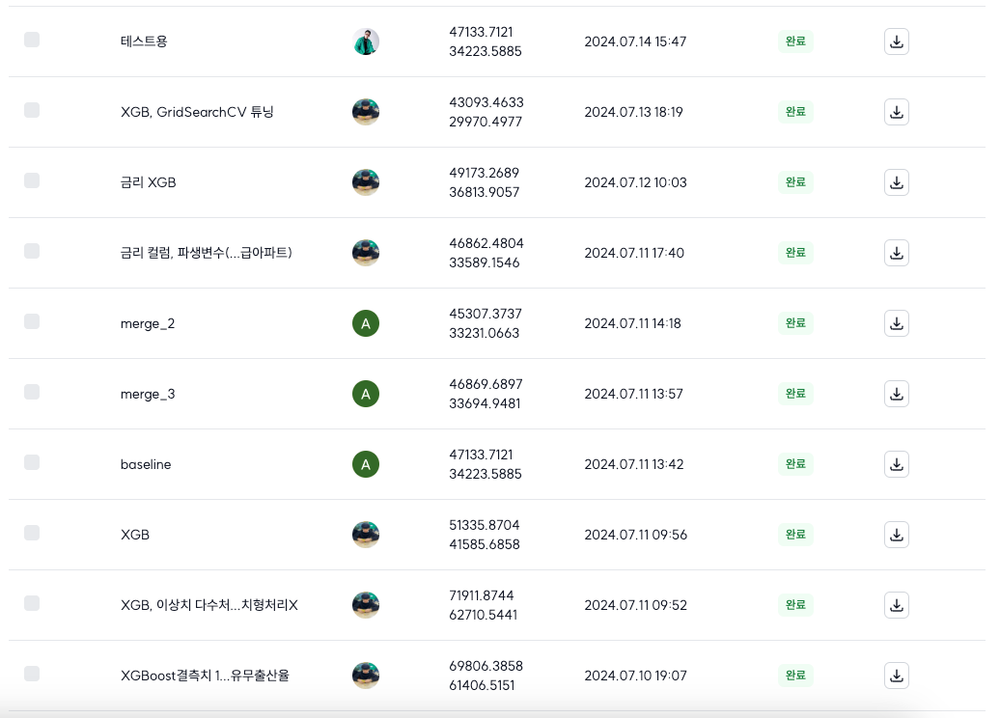 테스트용
47133.7121
34223.5885
2024.07.14 15:47
완료
XGB, GridSearchCV 튜닝
43093.4633
29970.4977
2024.07.13 18:19
완료
금리 XGB
49173.2689
36813.9057
2024.07.12 10:03
완료
금리 컬럼, 파생변수(...급아파트)
46862.4804
33589.1546
2024.07.11 17:40
완료
merge_2
A
45307.3737
33231.0663
2024.07.11 14:18
완료
merge_3
A
46869.6897
33694.9481
2024.07.11 13:57
완료
baseline
A
47133.7121
34223.5885
2024.07.11 13:42
완료
XGB
51335.8704
41585.6858
2024.07.11 09:56
완료
XGB, 이상치 다수처...치형처리X
71911.8744
62710.5441
2024.07.11 09:52
완료
XGBoost결측치 1...유무출산율
69806.3858
61406.5151
2024.07.10 19:07
완료